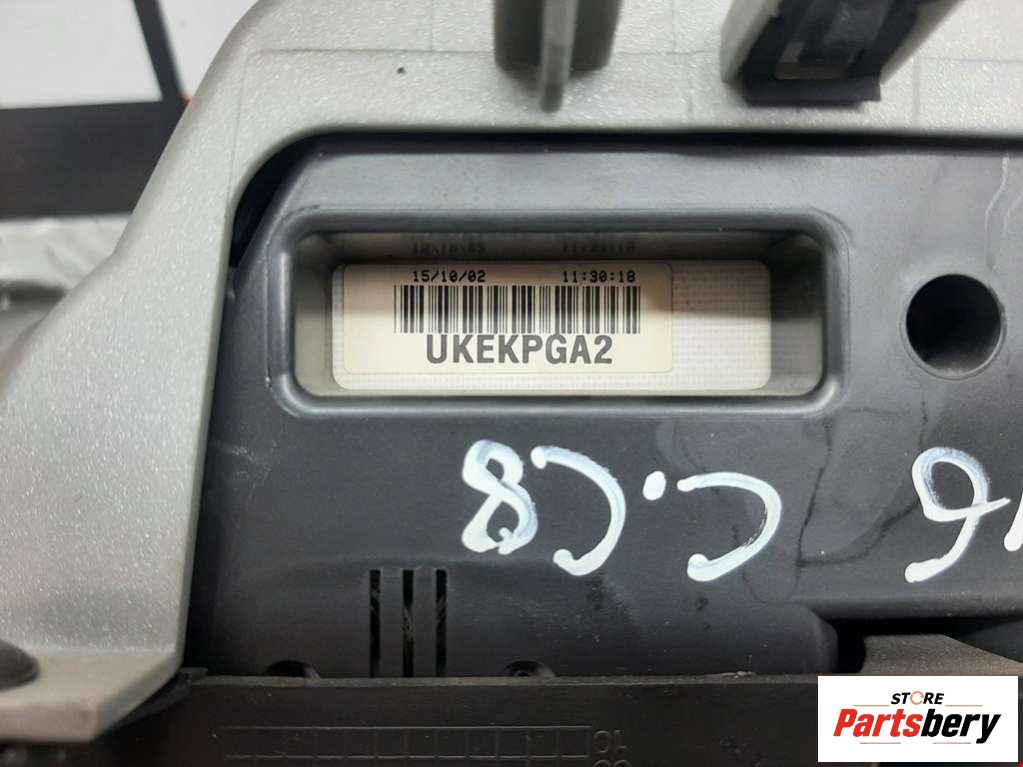 15/10/02 11:30:18
UKEKPGA2
STORE
Partsbery